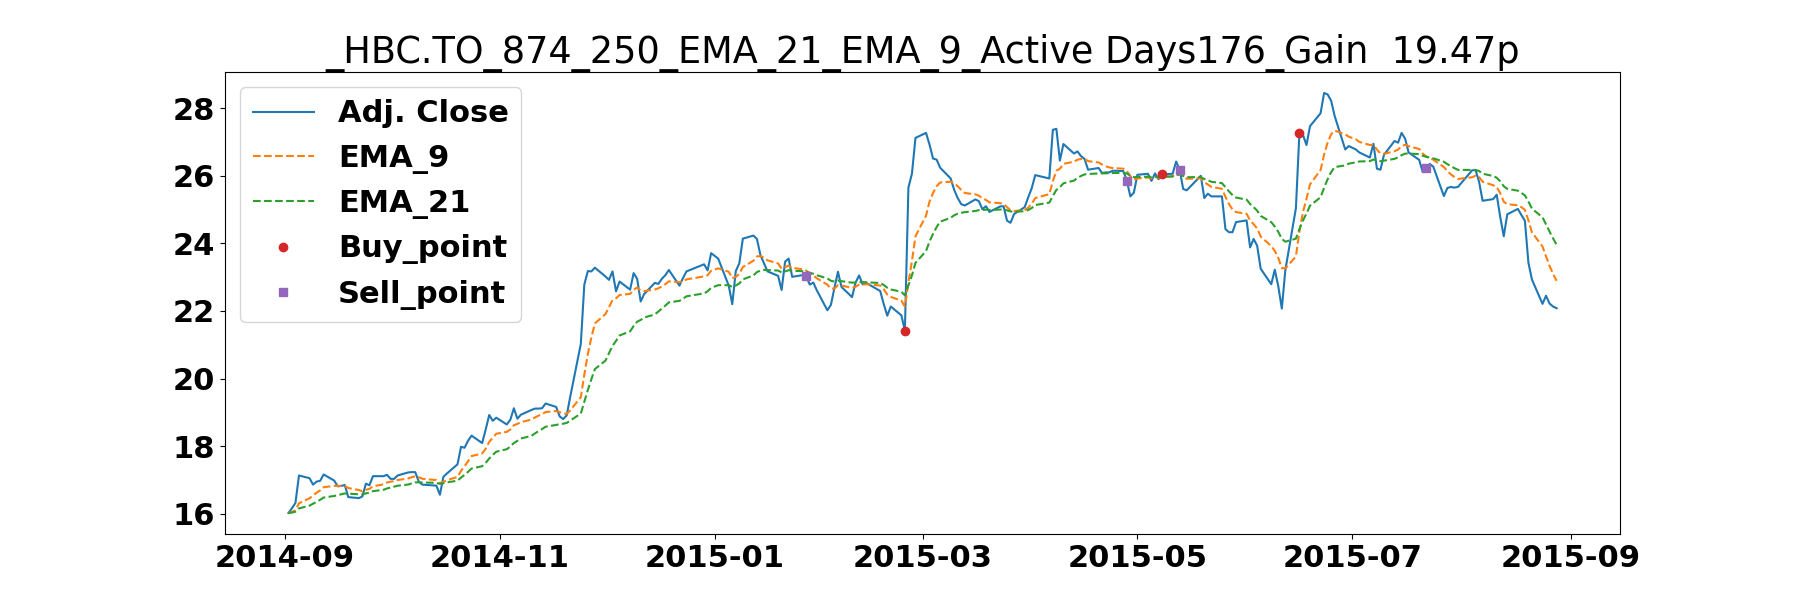 _HBC.TO_874_250_EMA_21_EMA_9_Active Days176_Gain  19.47p
Adj. Close
EMA_9
EMA_21
Buy_point
Sell_point
28
26
24
22
20
18
16
2014-09 2014-11 2015-01 2015-03 2015-05 2015-07 2015-09